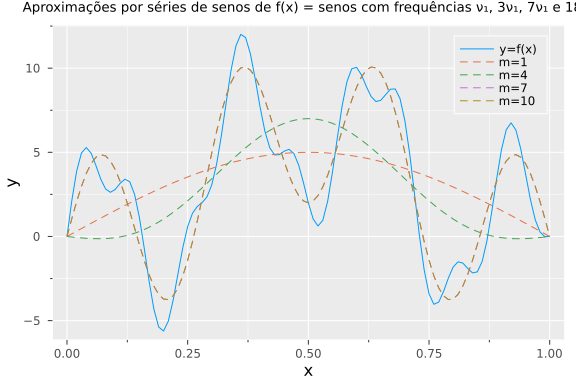 Aproximações por séries de senos de f(x) = senos com frequências ν₁, 3ν₁, 7ν₁ e 18
y=f(x)
m=1
m=4
m=7
m=10
10
5
0
−5
y
0.00
0.25
0.50
0.75
1.00
x